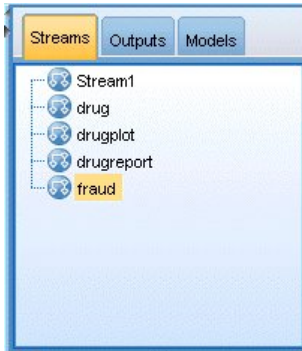 Streams Outputs Models
Stream1
drug
drugplot
drugreport
fraud